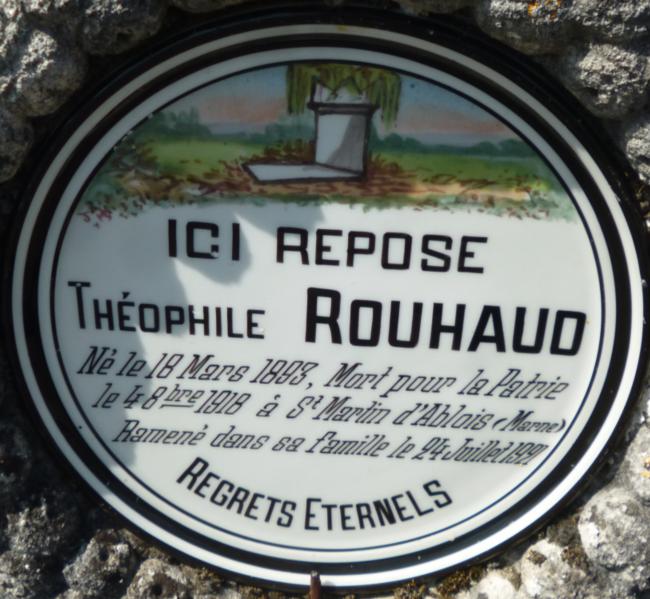 ICI REPOSE
THÉOPHILE ROUHAUD
Né le 18 Mars 1893, Mort pour la Patrie
le 4 8bre 1918 à St Martin d'Ablois (Marne)
Ramené dans sa famille le 24 Juillet 1921
REGRETS ETERNELS